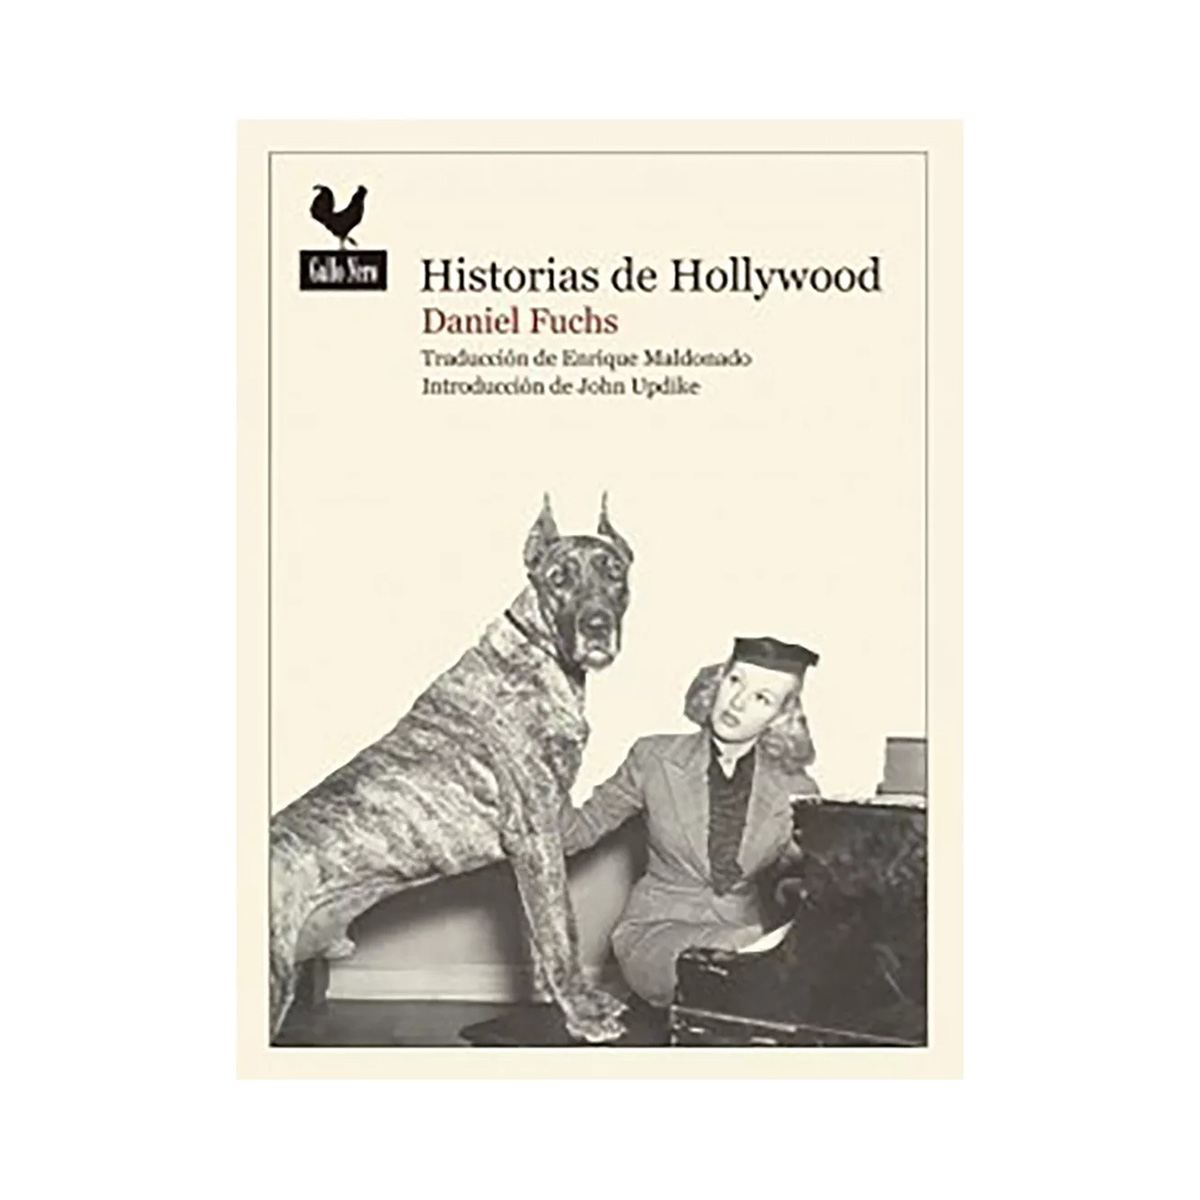 Gallo Nero
Historias de Hollywood
Daniel Fuchs
Traducción de Enrique Maldonado
Introducción de John Updike